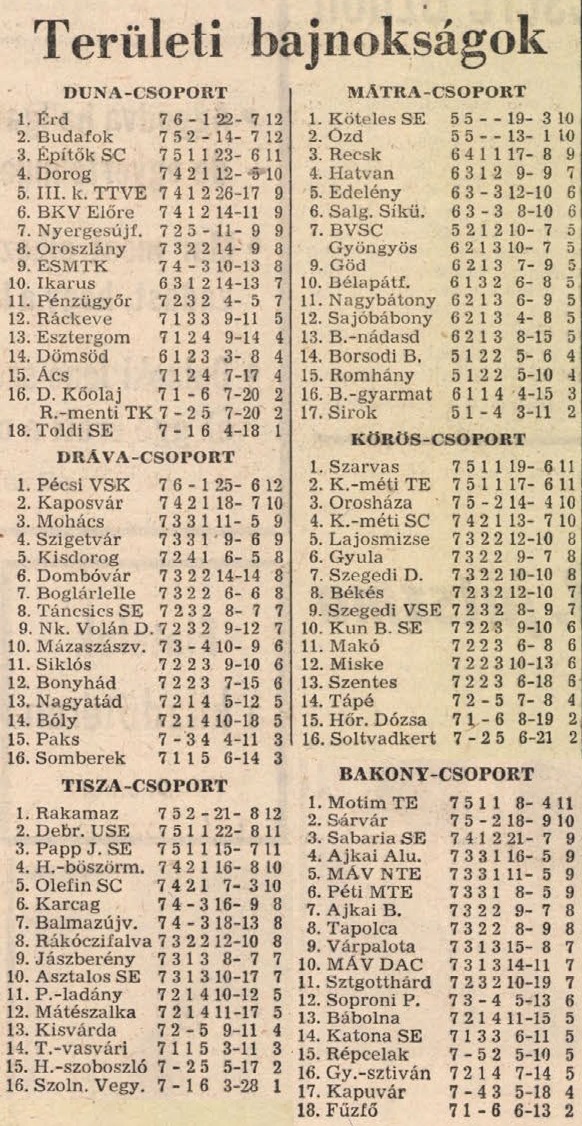 Területi bajnokságok
DUNA-CSOPORT
1. Érd 7 6 - 1 22- 7 12
2. Budafok 7 5 2 - 14- 7 12
3. Építők SC 7 5 1 1 23- 6 11
4. Dorog 7 4 2 1 12- 5 10
5. III. k. TTVE 7 4 1 2 26-17 9
6. BKV Előre 7 4 1 2 14-11 9
7. Nyergesújf. 7 2 5 - 11- 9 9
8. Oroszlány 7 3 2 2 14- 9 8
9. ESMTK 7 4 - 3 10-13 8
10. Ikarus 6 3 1 2 14-13 7
11. Pénzügyőr 7 2 3 2 4- 5 7
12. Ráckeve 7 1 3 3 9-11 5
13. Esztergom 7 1 2 4 9-14 4
14. Dömsöd 6 1 2 3 3- 8 4
15. Ács 7 1 2 4 7-17 4
16. D. Kőolaj 7 1 - 6 7-20 2
R.-menti TK 7 - 2 5 7-20 2
18. Toldi SE 7 - 1 6 4-18 1
DRÁVA-CSOPORT
1. Pécsi VSK 7 6 - 1 25- 6 12
2. Kaposvár 7 4 2 1 18- 7 10
3. Mohács 7 3 3 1 11- 5 9
4. Szigetvár 7 3 3 1 9- 6 9
5. Kisdorog 7 2 4 1 6- 5 8
6. Dombóvár 7 3 2 2 14-14 8
7. Boglárlelle 7 3 2 2 6- 6 8
8. Táncsics SE 7 2 3 2 8- 7 7
9. Nk. Volán D. 7 2 3 2 9-12 7
10. Mázaszászv. 7 3 - 4 10- 9 6
11. Siklós 7 2 2 3 9-10 6
12. Bonyhád 7 2 2 3 7-15 6
13. Nagyatád 7 2 1 4 5-12 5
14. Bóly 7 2 1 4 10-18 5
15. Paks 7 - 3 4 4-11 3
16. Somberek 7 1 1 5 6-14 3
TISZA-CSOPORT
1. Rakamaz 7 5 2 - 21- 8 12
2. Debr. USE 7 5 1 1 22- 8 11
3. Papp J. SE 7 5 1 1 15- 7 11
4. H.-böszörm. 7 4 2 1 16- 8 10
5. Olefin SC 7 4 2 1 7- 3 10
6. Karcag 7 4 - 3 16- 9 8
7. Balmazújv. 7 4 - 3 18-13 8
8. Rákóczifalva 7 3 2 2 12-10 8
9. Jászberény 7 3 1 3 8- 7 7
10. Asztalos SE 7 3 1 3 10-17 7
11. P.-ladány 7 2 1 4 10-12 5
12. Mátészalka 7 2 1 4 11-17 5
13. Kisvárda 7 2 - 5 9-11 4
14. T.-vasvári 7 1 1 5 3-11 3
15. H.-szoboszló 7 - 2 5 5-17 2
16. Szoln. Vegy. 7 - 1 6 3-28 1
MÁTRA-CSOPORT
1. Köteles SE 5 5 - - 19- 3 10
2. Ózd 5 5 - - 13- 1 10
3. Recsk 6 4 1 1 17- 8 9
4. Hatvan 6 3 1 2 9- 9 7
5. Edelény 6 3 - 3 12-10 6
6. Salg. Síkü. 6 3 - 3 8-10 6
7. BVSC 5 2 1 2 10- 7 5
Gyöngyös 6 2 1 3 10- 7 5
9. Göd 6 2 1 3 7- 9 5
10. Bélapátf. 6 1 3 2 6- 8 5
11. Nagybátony 6 2 1 3 6- 9 5
12. Sajóbábony 6 2 1 3 4- 8 5
13. B.-nádasd 6 2 1 3 8-15 5
14. Borsodi B. 5 1 2 2 5- 6 4
15. Romhány 5 1 2 2 5-10 4
16. B.-gyarmat 6 1 1 4 4-15 3
17. Sirok 5 1 - 4 3-11 2
KÖRÖS-CSOPORT
1. Szarvas 7 5 1 1 19- 6 11
2. K.-méti TE 7 5 1 1 17- 6 11
3. Orosháza 7 5 - 2 14- 4 10
4. K.-méti SC 7 4 2 1 13- 7 10
5. Lajosmizse 7 3 2 2 12-10 8
6. Gyula 7 3 2 2 9- 7 8
7. Szegedi D. 7 3 2 2 10-10 8
8. Békés 7 2 3 2 12-10 7
9. Szegedi VSE 7 2 3 2 8- 9 7
10. Kun B. SE 7 2 2 3 9-10 6
11. Makó 7 2 2 3 6- 8 6
12. Miske 7 2 2 3 10-13 6
13. Szentes 7 2 2 3 6-18 6
14. Tápé 7 2 - 5 7- 8 4
15. Hőr. Dózsa 7 1 - 6 8-19 2
16. Soltvadkert 7 - 2 5 6-21 2
BAKONY-CSOPORT
1. Motim TE 7 5 1 1 8- 4 11
2. Sárvár 7 5 - 2 18- 9 10
3. Sabaria SE 7 4 1 2 21- 7 9
4. Ajkai Alu. 7 3 3 1 16- 5 9
5. MÁV NTE 7 3 3 1 11- 5 9
6. Péti MTE 7 3 3 1 8- 5 9
7. Ajkai B. 7 3 2 2 9- 7 8
8. Tapolca 7 3 2 2 8- 9 8
9. Várpalota 7 3 1 3 15- 8 7
10. MÁV DAC 7 3 1 3 14-11 7
11. Sztgotthárd 7 2 3 2 10-19 7
12. Soproni P. 7 3 - 4 5-13 6
13. Bábolna 7 2 1 4 11-15 5
14. Katona SE 7 1 3 3 6-11 5
15. Répcelak 7 - 5 2 5-10 5
16. Gy.-sztiván 7 2 1 4 7-14 5
17. Kapuvár 7 - 4 3 5-18 4
18. Fűzfő 7 1 - 6 6-13 2